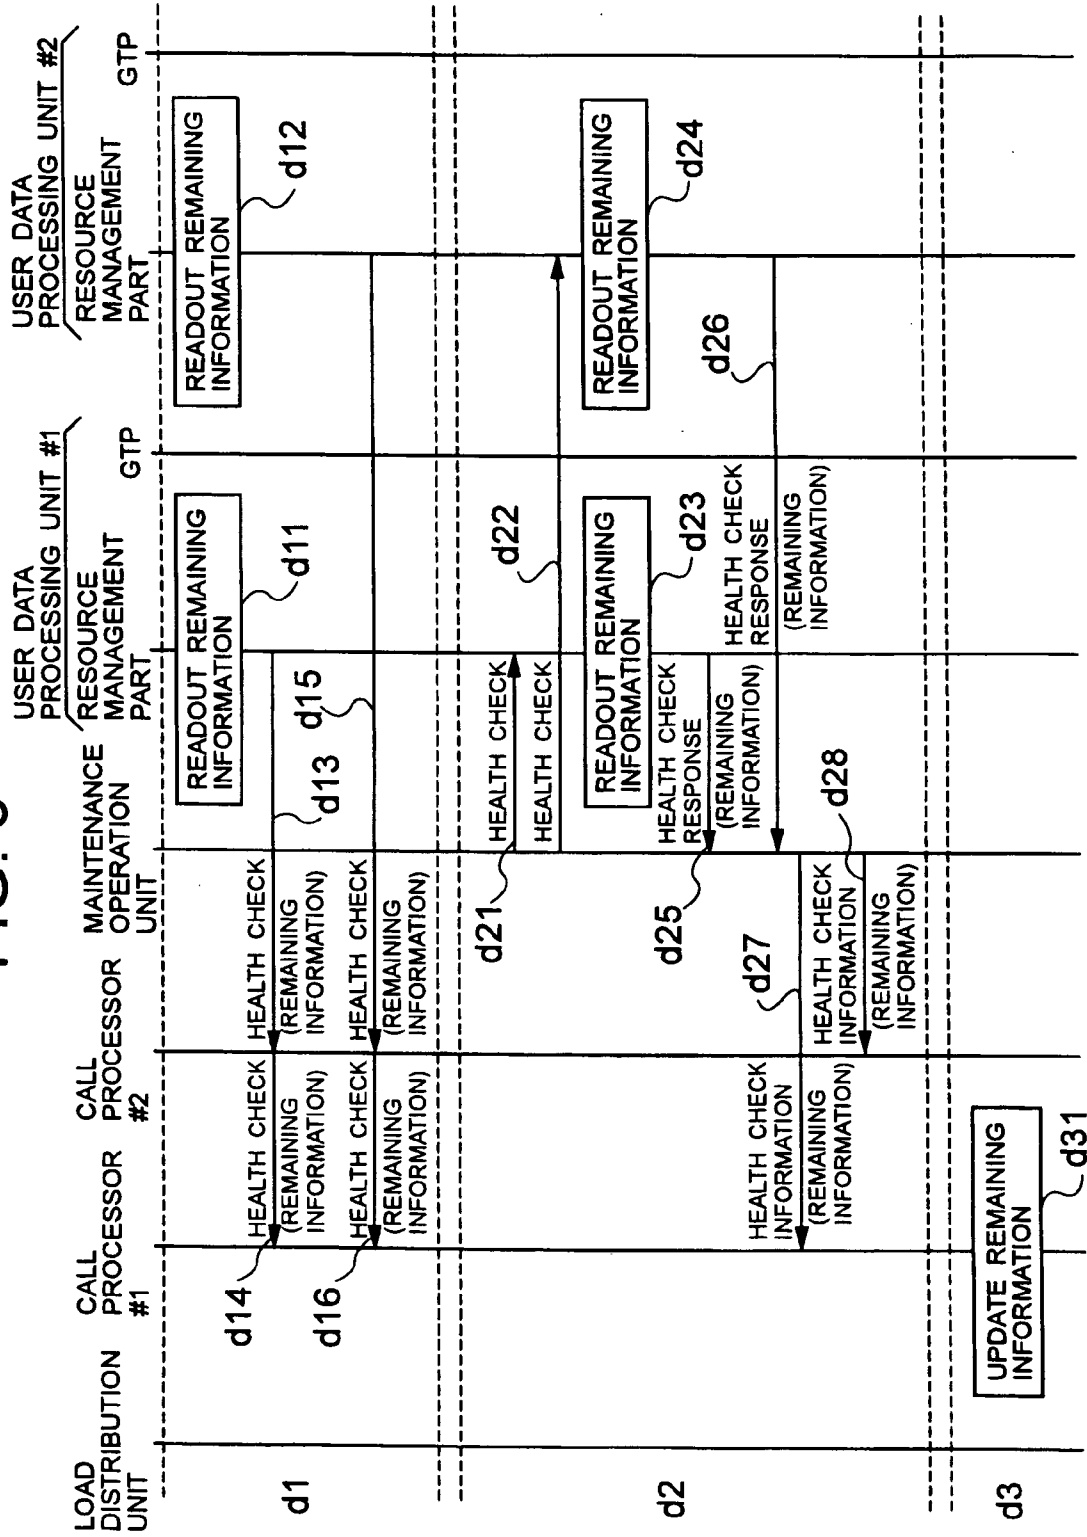 LOAD
DISTRIBUTION
UNIT
CALL
PROCESSOR
#1
CALL
PROCESSOR
#2
MAINTENANCE
OPERATION
UNIT
USER DATA
PROCESSING UNIT #1
RESOURCE
MANAGEMENT
PART
GTP
USER DATA
PROCESSING UNIT #2
RESOURCE
MANAGEMENT
PART
GTP
d1
READOUT REMAINING
INFORMATION
d11
READOUT REMAINING
INFORMATION
d12
d14
HEALTH CHECK
(REMAINING
INFORMATION)
HEALTH CHECK
(REMAINING
INFORMATION)
d13
d16
HEALTH CHECK
(REMAINING
INFORMATION)
HEALTH CHECK
(REMAINING
INFORMATION)
d15
d2
d21
HEALTH CHECK
HEALTH CHECK
d22
READOUT REMAINING
INFORMATION
d23
READOUT REMAINING
INFORMATION
d24
d25
HEALTH CHECK
RESPONSE
(REMAINING
INFORMATION)
HEALTH CHECK
RESPONSE
(REMAINING
INFORMATION)
d26
HEALTH CHECK
INFORMATION
(REMAINING
INFORMATION)
d27
HEALTH CHECK
INFORMATION
(REMAINING
INFORMATION)
d28
d3
UPDATE REMAINING
INFORMATION
d31